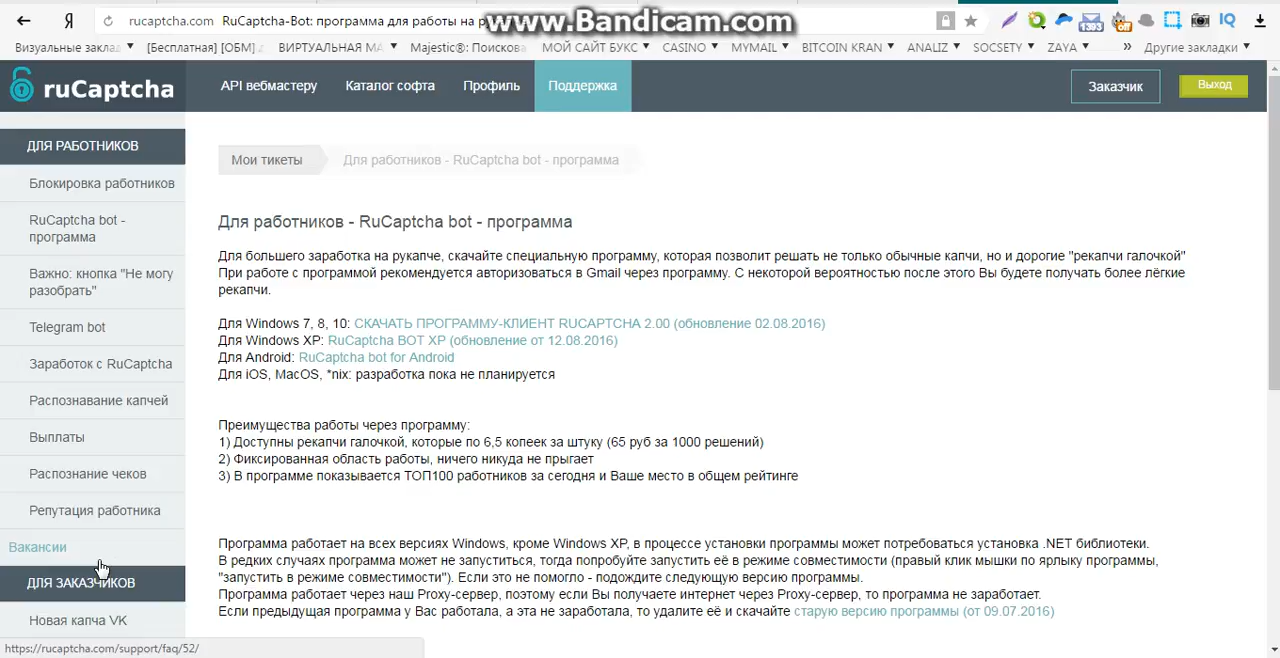 rucaptcha.com RuCaptcha-Bot: программа для работы на
www.Bandicam.com
1393
off
Визуальные заклад
[Бесплатная] [ОБМ]
ВИРТУАЛЬНАЯ МА
Majestic®: Поискова
МОЙ САЙТ БУКС
CASINO
MYMAIL
BITCOIN KRAN
ANALIZ
SOCSETY
ZAYA
» Другие закладки
ruCaptcha
API вебмастеру
Каталог софта
Профиль
Поддержка
Заказчик
Выход
ДЛЯ РАБОТНИКОВ
Блокировка работников
RuCaptcha bot -
программа
Важно: кнопка "Не могу
разобрать"
Telegram bot
Заработок с RuCaptcha
Распознавание капчей
Выплаты
Распознание чеков
Репутация работника
Вакансии
ДЛЯ ЗАКАЗЧИКОВ
Новая капча VK
Мои тикеты
Для работников - RuCaptcha bot - программа
Для работников - RuCaptcha bot - программа
Для большего заработка на рукапче, скачайте специальную программу, которая позволит решать не только обычные капчи, но и дорогие "рекапчи галочкой"
При работе с программой рекомендуется авторизоваться в Gmail через программу. С некоторой вероятностью после этого Вы будете получать более лёгкие
рекапчи.
Для Windows 7, 8, 10: СКАЧАТЬ ПРОГРАММУ-КЛИЕНТ RUCAPTCHA 2.00 (обновление 02.08.2016)
Для Windows XP: RuCaptcha BOT XP (обновление от 12.08.2016)
Для Android: RuCaptcha bot for Android
Для iOS, MacOS, *nix: разработка пока не планируется
Преимущества работы через программу:
1) Доступны рекапчи галочкой, которые по 6,5 копеек за штуку (65 руб за 1000 решений)
2) Фиксированная область работы, ничего никуда не прыгает
3) В программе показывается ТОП100 работников за сегодня и Ваше место в общем рейтинге
Программа работает на всех версиях Windows, кроме Windows XP, в процессе установки программы может потребоваться установка .NET библиотеки.
В редких случаях программа может не запуститься, тогда попробуйте запустить её в режиме совместимости (правый клик мышки по ярлыку программы,
"запустить в режиме совместимости"). Если это не помогло - подождите следующую версию программы.
Программа работает через наш Proxy-сервер, поэтому если Вы получаете интернет через Proxy-сервер, то программа не заработает.
Если предыдущая программа у Вас работала, а эта не заработала, то удалите её и скачайте старую версию программы (от 09.07.2016)
https://rucaptcha.com/support/faq/52/